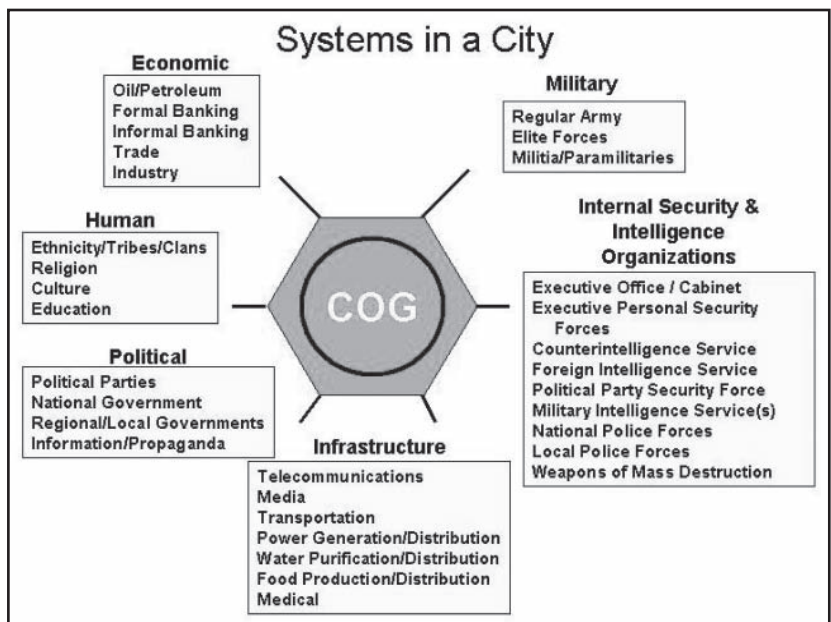 Systems in a City
Economic
Oil/Petroleum
Formal Banking
Informal Banking
Trade
Industry
Military
Regular Army
Elite Forces
Militia/Paramilitaries
Human
Ethnicity/Tribes/Clans
Religion
Culture
Education
Internal Security &
Intelligence
Organizations
Executive Office / Cabinet
Executive Personal Security
Forces
Counterintelligence Service
Foreign Intelligence Service
Political Party Security Force
Military Intelligence Service(s)
National Police Forces
Local Police Forces
Weapons of Mass Destruction
COG
Political
Political Parties
National Government
Regional/Local Governments
Information/Propaganda
Infrastructure
Telecommunications
Media
Transportation
Power Generation/Distribution
Water Purification/Distribution
Food Production/Distribution
Medical